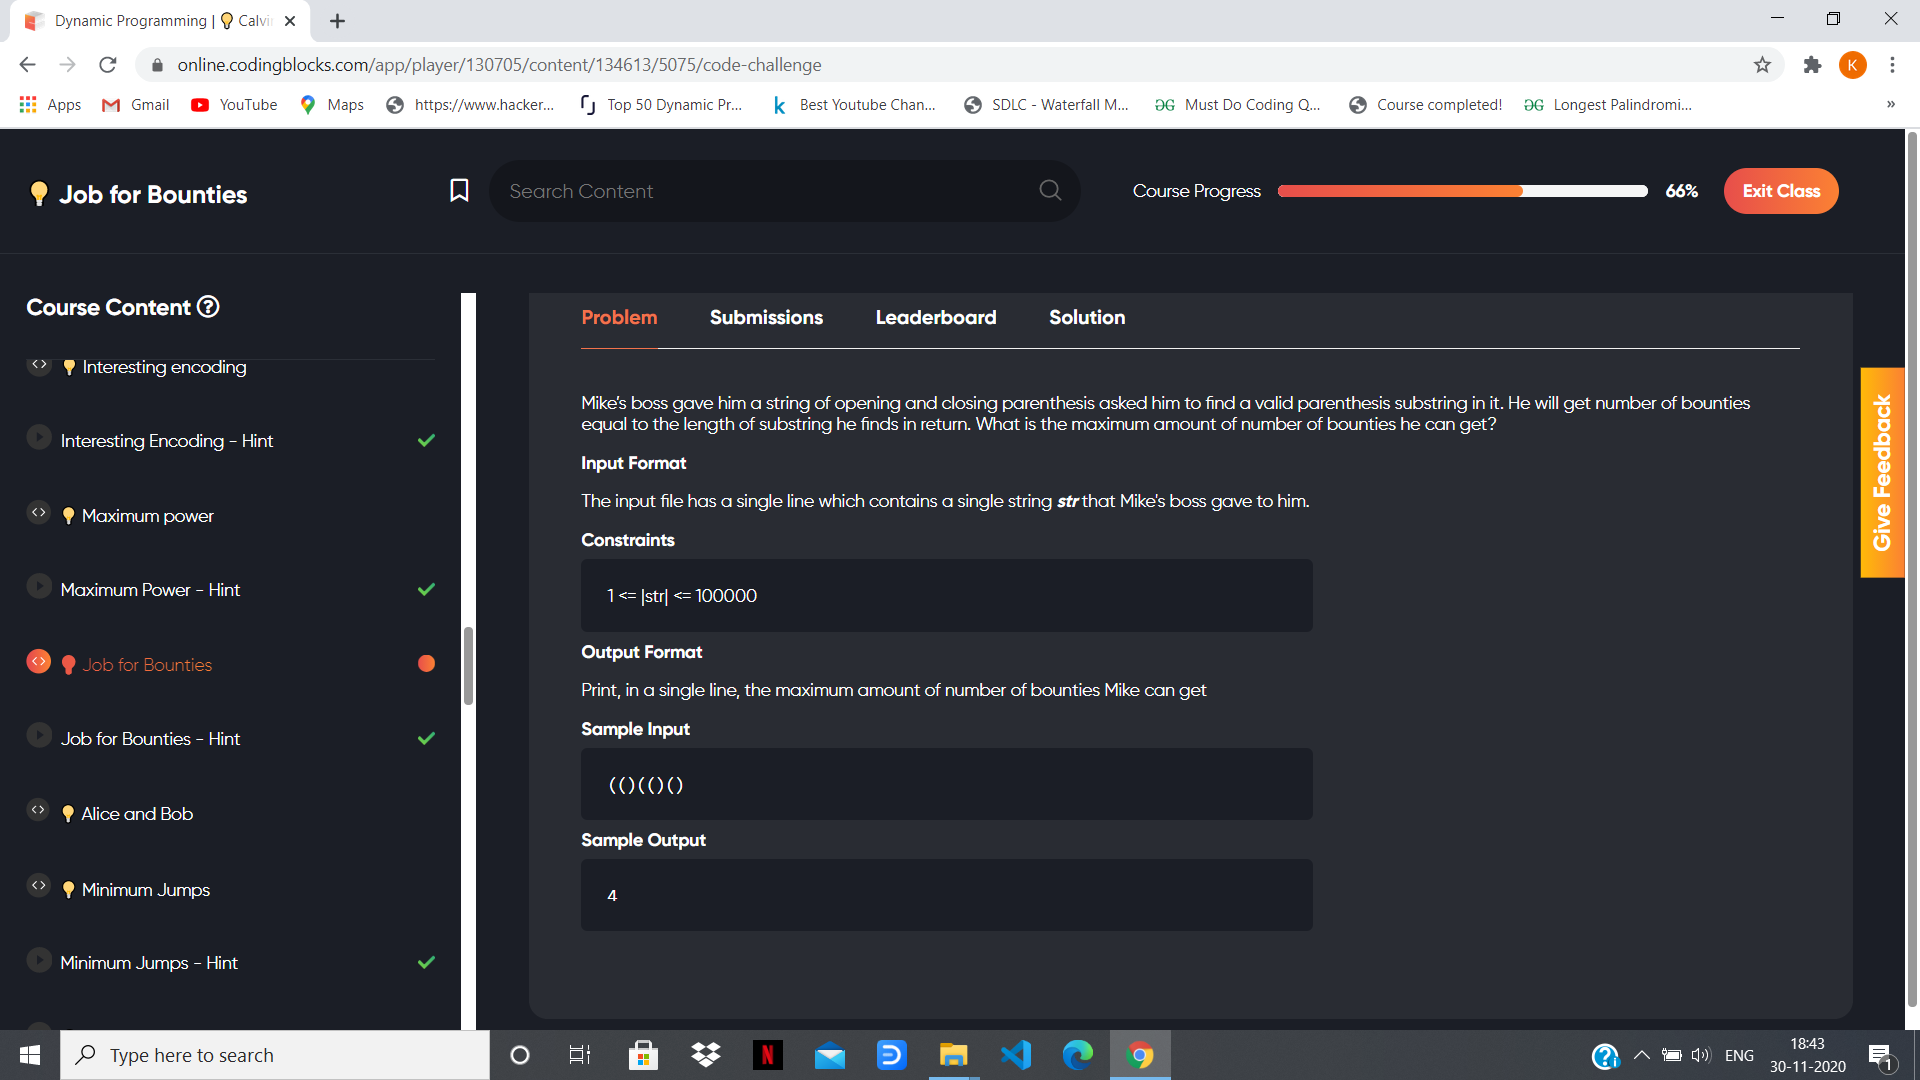 Dynamic Programming | Calvi
online.codingblocks.com/app/player/130705/content/134613/5075/code-challenge
K
Apps
Gmail
YouTube
Maps
https://www.hacker...
Top 50 Dynamic Pr...
Best Youtube Chan...
SDLC - Waterfall M...
Must Do Coding Q...
Course completed!
Longest Palindromi...
»
Job for Bounties
Search Content
Course Progress
66%
Exit Class
Course Content
Interesting encoding
Interesting Encoding - Hint
Maximum power
Maximum Power - Hint
Job for Bounties
Job for Bounties - Hint
Alice and Bob
Minimum Jumps
Minimum Jumps - Hint
Problem
Submissions
Leaderboard
Solution
Mike's boss gave him a string of opening and closing parenthesis asked him to find a valid parenthesis substring in it. He will get number of bounties
equal to the length of substring he finds in return. What is the maximum amount of number of bounties he can get?
Input Format
The input file has a single line which contains a single string str that Mike's boss gave to him.
Constraints
1 <= |str| <= 100000
Output Format
Print, in a single line, the maximum amount of number of bounties Mike can get
Sample Input
(()(()()
Sample Output
4
Give Feedback
Type here to search
N
ENG
18:43
30-11-2020
1